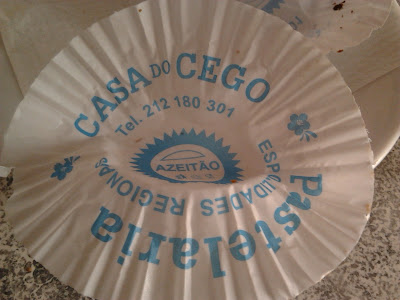 CASA DO CEGO
Tel. 212 180 301
AZEITÃO
ESPECIALIDADES REGIONAIS
Pastelaria